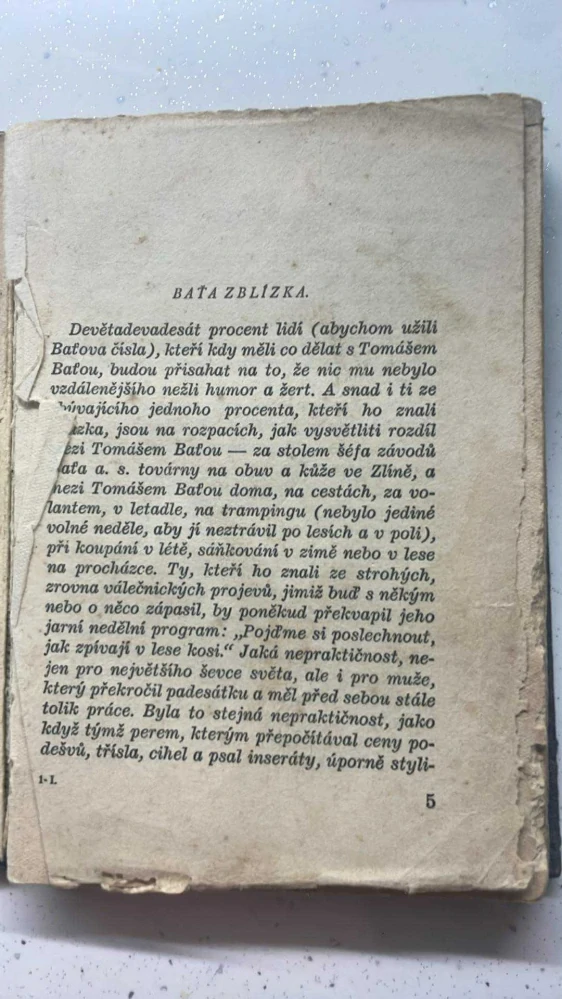 BAŤA ZBLÍZKA.
Devětadevadesát procent lidí (abychom užili
Baťova čísla), kteří kdy měli co dělat s Tomášem
Baťou, budou přisahat na to, že nic mu nebylo
vzdálenějšího nežli humor a žert. A snad i ti ze
jednoho procenta, kteří ho znali
jsou na rozpacích, jak vysvětliti rozdíl
Tomášem Baťou — za stolem šéfa závodů
a. s. továrny na obuv a kůže ve Zlíně, a
Tomášem Baťou doma, na cestách, za vo-
lantem, v letadle, na trampingu (nebylo jediné
volné neděle, aby jí neztrávil po lesích a v poli),
při koupání v létě, sáňkování v zimě nebo v lese
na procházce. Ty, kteří ho znali ze strohých,
zrovna válečnických projevů, jimiž buď s někým
nebo o něco zápasil, by poněkud překvapil jeho
jarní nedělní program: „Pojďme si poslechnout,
jak zpívají v lese kosi.“ Jaká nepraktičnost, ne-
jen pro největšího ševce světa, ale i pro muže,
který překročil padesátku a měl před sebou stále
tolik práce. Byla to stejná nepraktičnost, jako
když týmž perem, kterým přepočítával ceny po-
dešvů, třísla, cihel a psal inseráty, úporně styli-
1-I.
5